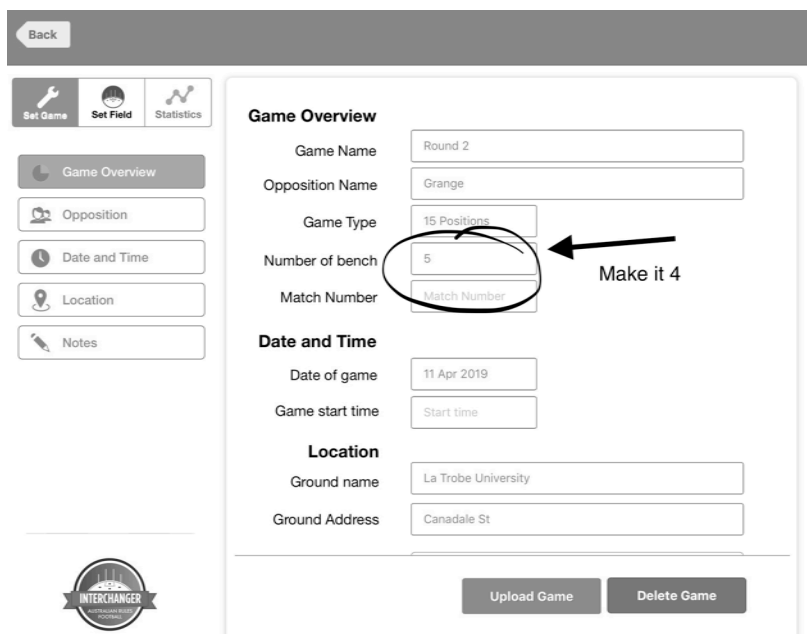 Back
Set Game
Set Field
Statistics
Game Overview
Opposition
Date and Time
Location
Notes
INTERCHANGER
AUSTRALIAN RULES
FOOTBALL
Game Overview
Game Name Round 2
Opposition Name Grange
Game Type 15 Positions
Number of bench 5
Make it 4
Match Number Match Number
Date and Time
Date of game 11 Apr 2019
Game start time Start time
Location
Ground name La Trobe University
Ground Address Canadale St
Upload Game Delete Game